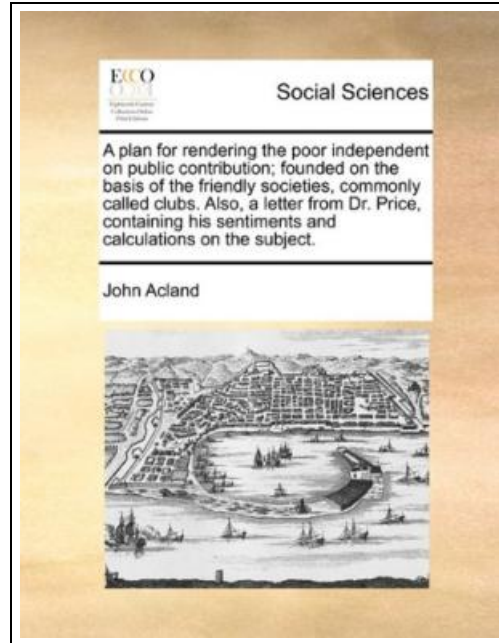 ECCO
Social Sciences
A plan for rendering the poor independent
on public contribution; founded on the
basis of the friendly societies, commonly
called clubs. Also, a letter from Dr. Price,
containing his sentiments and
calculations on the subject.
John Acland